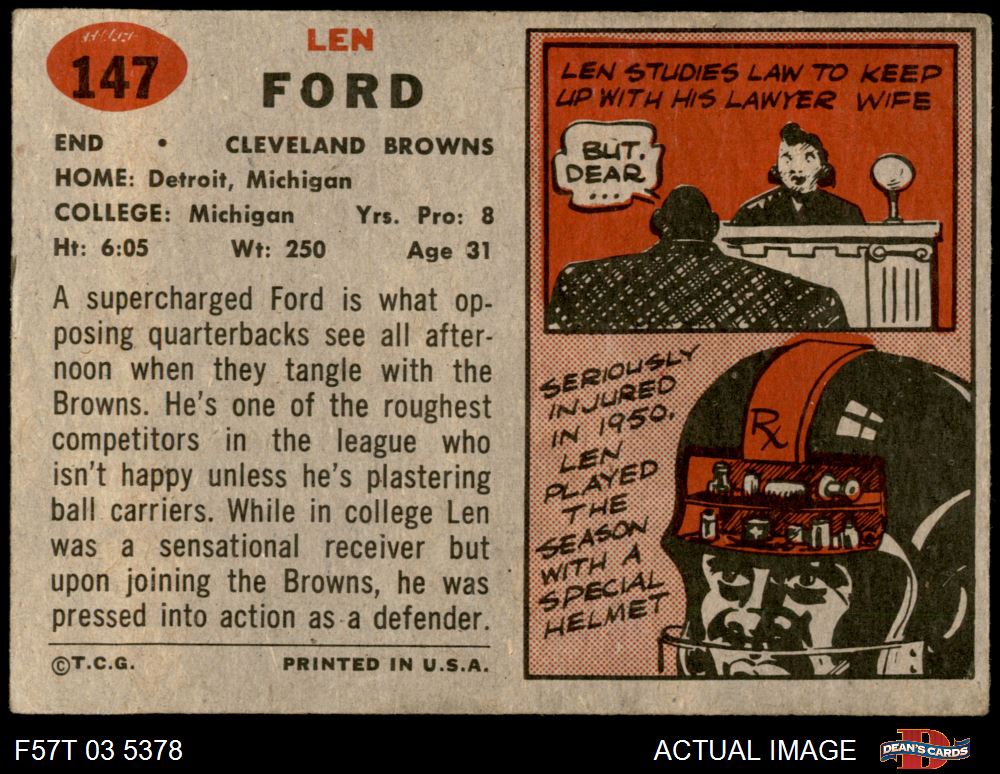 147
LEN
FORD
END • CLEVELAND BROWNS
HOME: Detroit, Michigan
COLLEGE: Michigan Yrs. Pro: 8
Ht: 6:05 Wt: 250 Age 31
A supercharged Ford is what op-
posing quarterbacks see all after-
noon when they tangle with the
Browns. He's one of the roughest
competitors in the league who
isn't happy unless he's plastering
ball carriers. While in college Len
was a sensational receiver but
upon joining the Browns, he was
pressed into action as a defender.
©T.C.G. PRINTED IN U.S.A.
LEN STUDIES LAW TO KEEP
UP WITH HIS LAWYER WIFE
BUT,
DEAR
...
SERIOUSLY
INJURED
IN 1950,
LEN
PLAYED
THE
SEASON
WITH A
SPECIAL
HELMET
Rx
F57T 03 5378 ACTUAL IMAGE DEAN'S CARDS